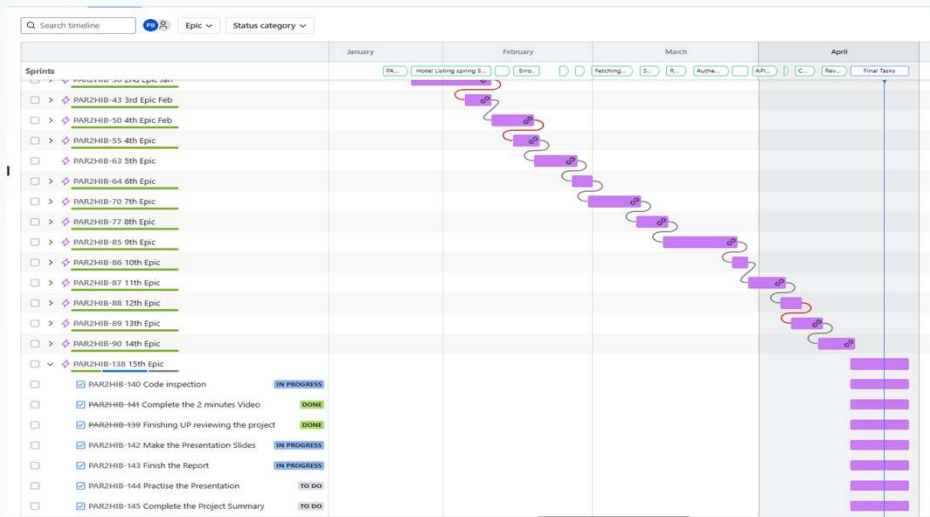 Search timeline PB Epic Status category
January February March April
Sprints PA... Hotel Listing spring S... Erro... Fetching... S... R... Authe... API... C... Rev... Final Tasks
PAR2HIB-43 3rd Epic Feb
PAR2HIB-50 4th Epic Feb
PAR2HIB-55 4th Epic
PAR2HIB-63 5th Epic
PAR2HIB-64 6th Epic
PAR2HIB-70 7th Epic
PAR2HIB-77 8th Epic
PAR2HIB-85 9th Epic
PAR2HIB-86 10th Epic
PAR2HIB-87 11th Epic
PAR2HIB-88 12th Epic
PAR2HIB-89 13th Epic
PAR2HIB-90 14th Epic
PAR2HIB-138 15th Epic
PAR2HIB-140 Code inspection IN PROGRESS
PAR2HIB-141 Complete the 2 minutes Video DONE
PAR2HIB-139 Finishing UP reviewing the project DONE
PAR2HIB-142 Make the Presentation Slides IN PROGRESS
PAR2HIB-143 Finish the Report IN PROGRESS
PAR2HIB-144 Practise the Presentation TO DO
PAR2HIB-145 Complete the Project Summary TO DO